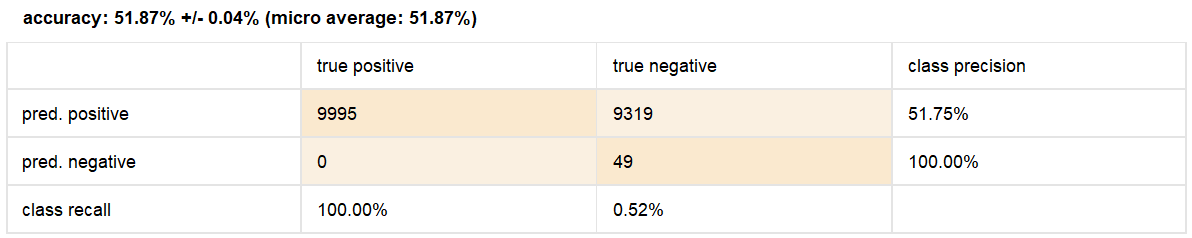 accuracy: 51.87% +/- 0.04% (micro average: 51.87%)
true positive true negative class precision
pred. positive 9995 9319 51.75%
pred. negative 0 49 100.00%
class recall 100.00% 0.52%